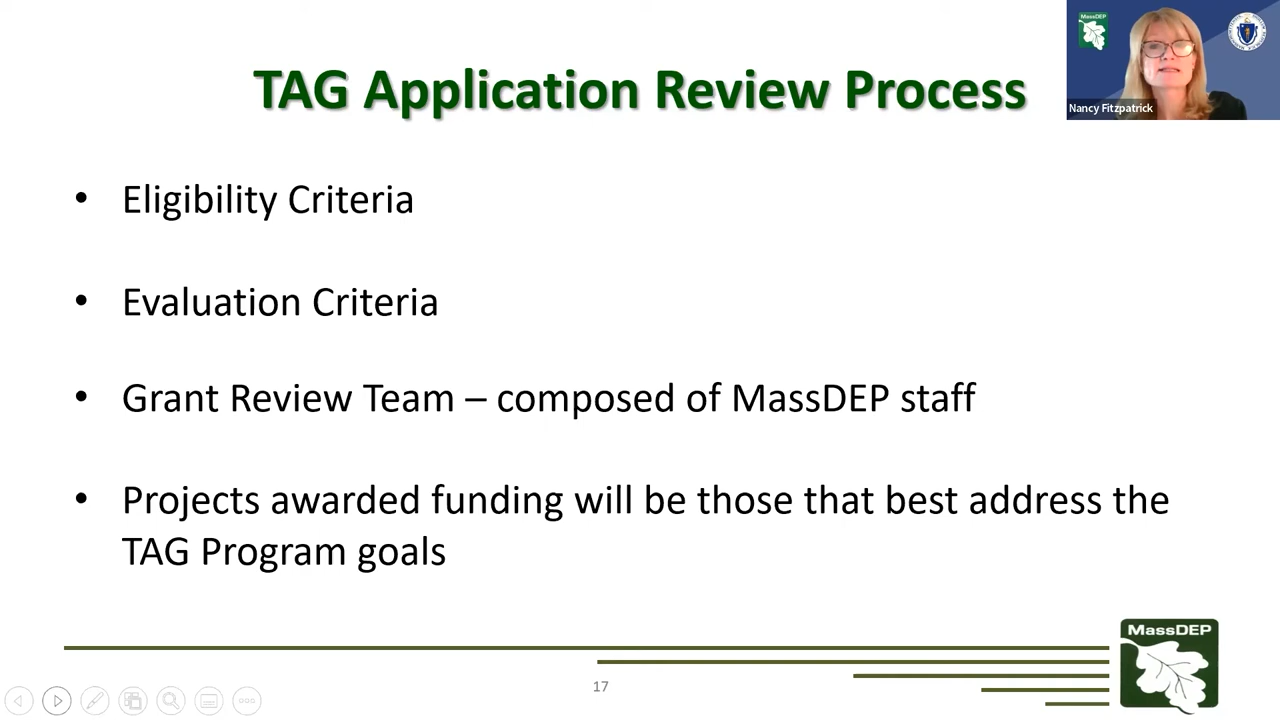 TAG Application Review Process
MassDEP
Nancy Fitzpatrick
• Eligibility Criteria
• Evaluation Criteria
• Grant Review Team – composed of MassDEP staff
• Projects awarded funding will be those that best address the
TAG Program goals
MassDEP
17